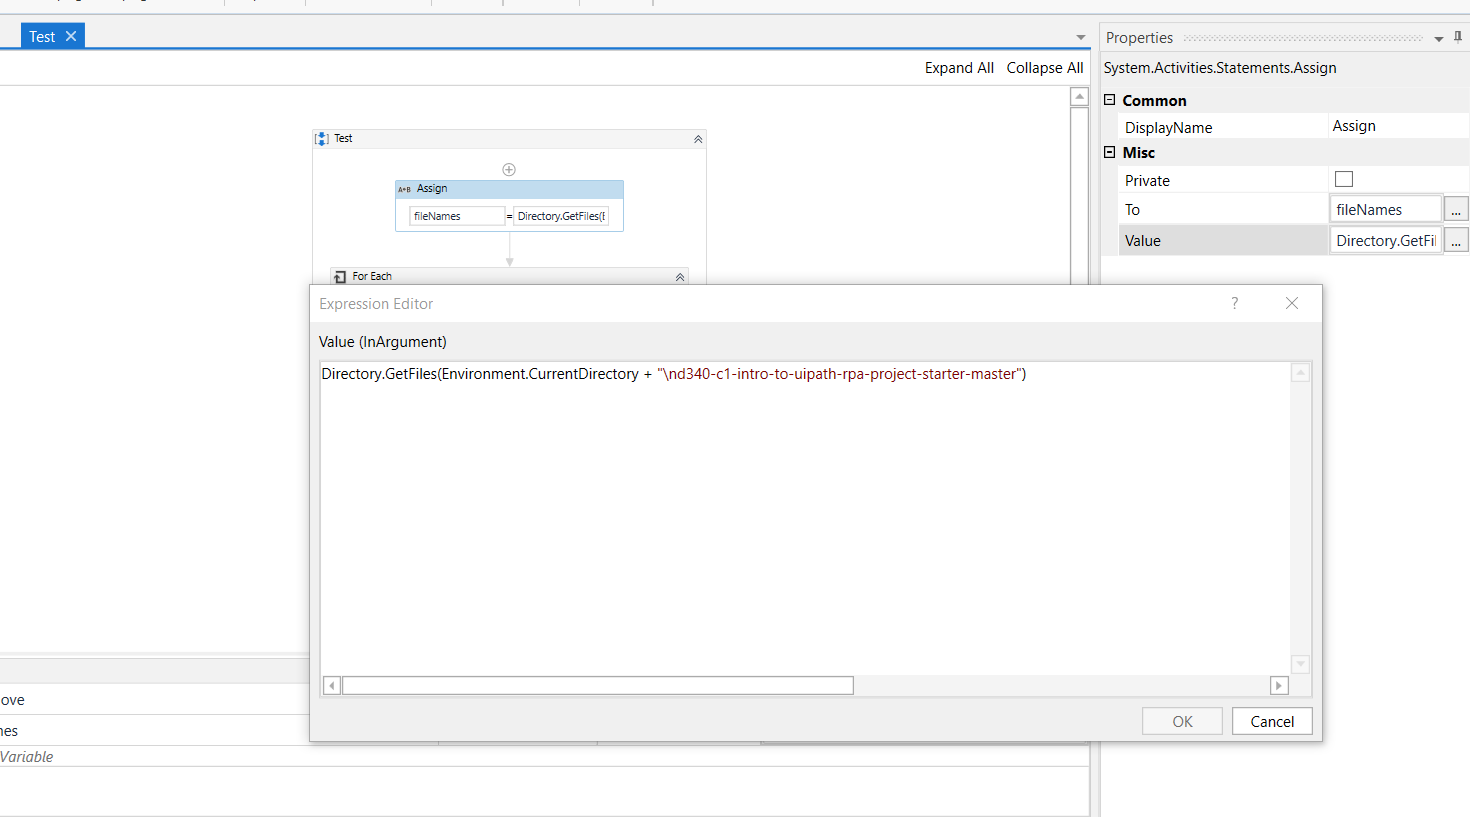 Test
Properties
Expand All Collapse All
System.Activities.Statements.Assign
Common
DisplayName Assign
Misc
Private
To fileNames ...
Value Directory.GetFil ...
Test
A+B Assign
fileNames = Directory.GetFiles(E
For Each
Expression Editor ?
Value (InArgument)
Directory.GetFiles(Environment.CurrentDirectory + "\nd340-c1-intro-to-uipath-rpa-project-starter-master")
OK Cancel
ove
nes
Variable